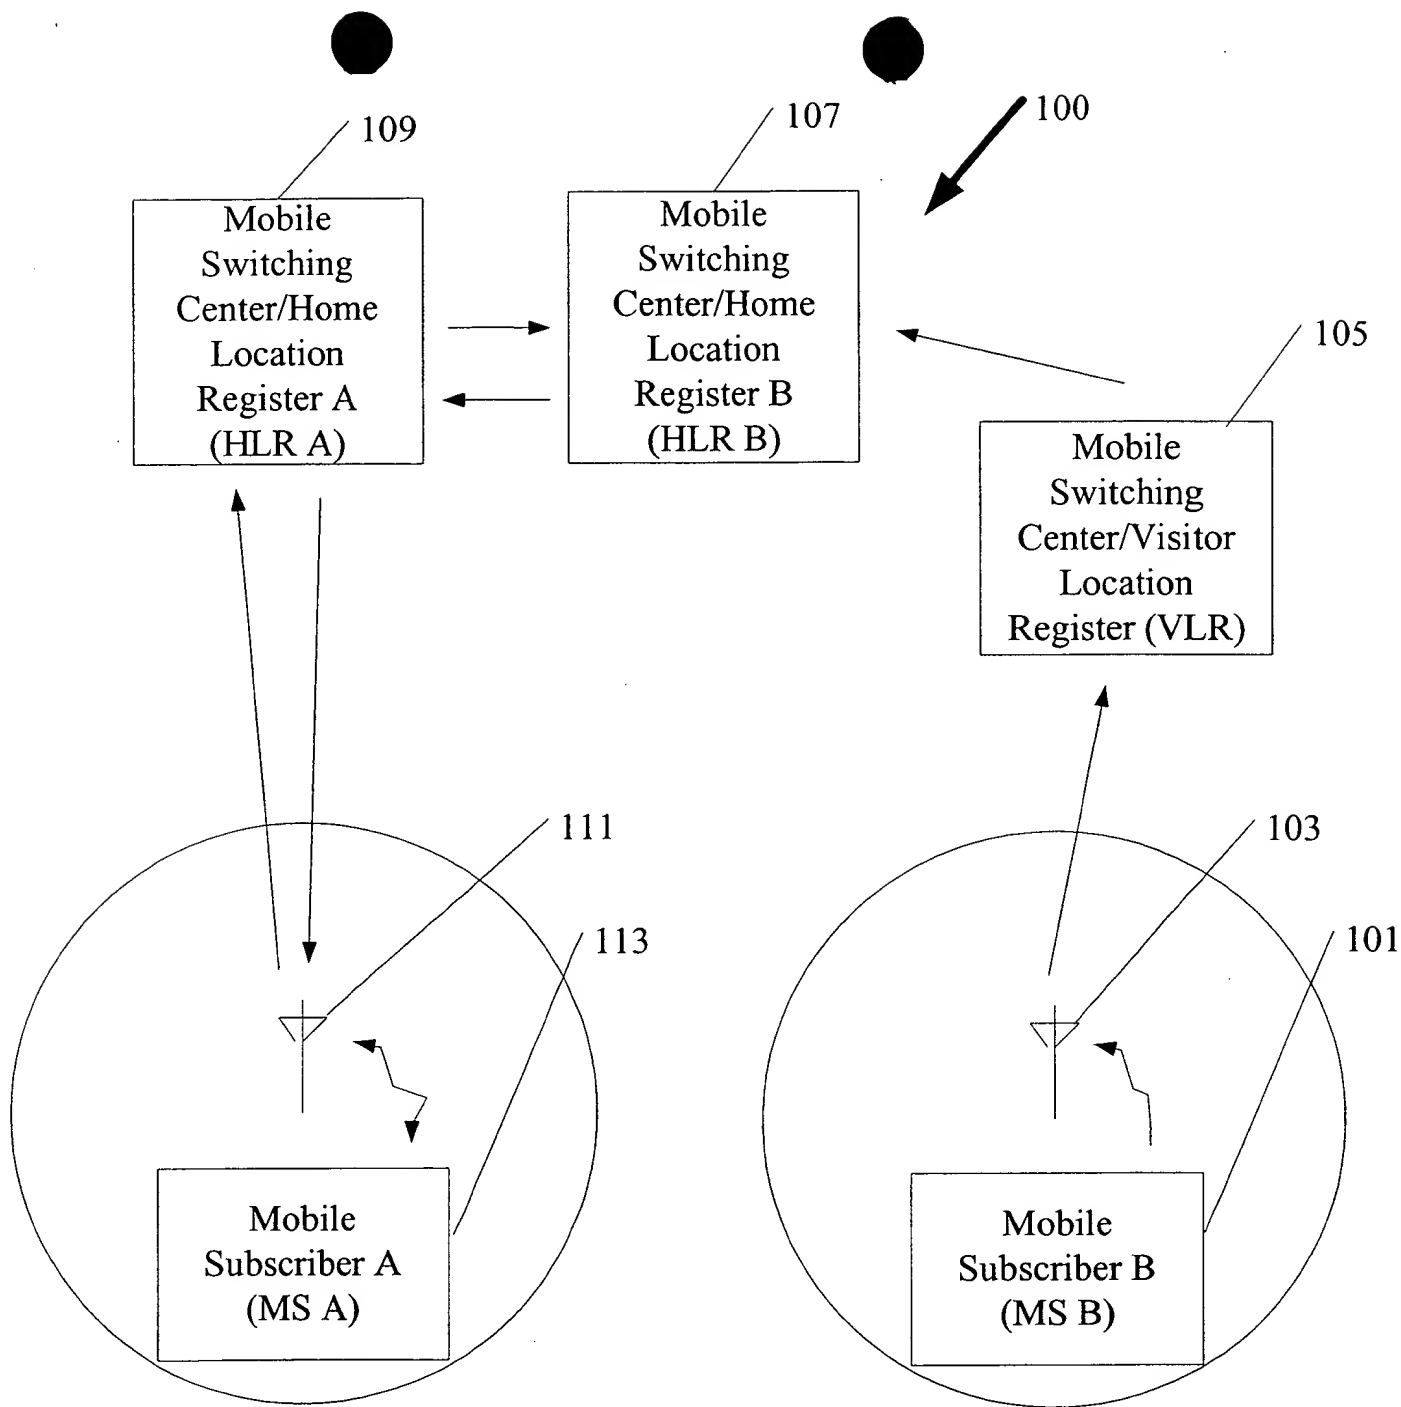 100
107
109
Mobile
Switching
Center/Home
Location
Register A
(HLR A)
Mobile
Switching
Center/Home
Location
Register B
(HLR B)
105
Mobile
Switching
Center/Visitor
Location
Register (VLR)
111
103
113
101
Mobile
Subscriber A
(MS A)
Mobile
Subscriber B
(MS B)